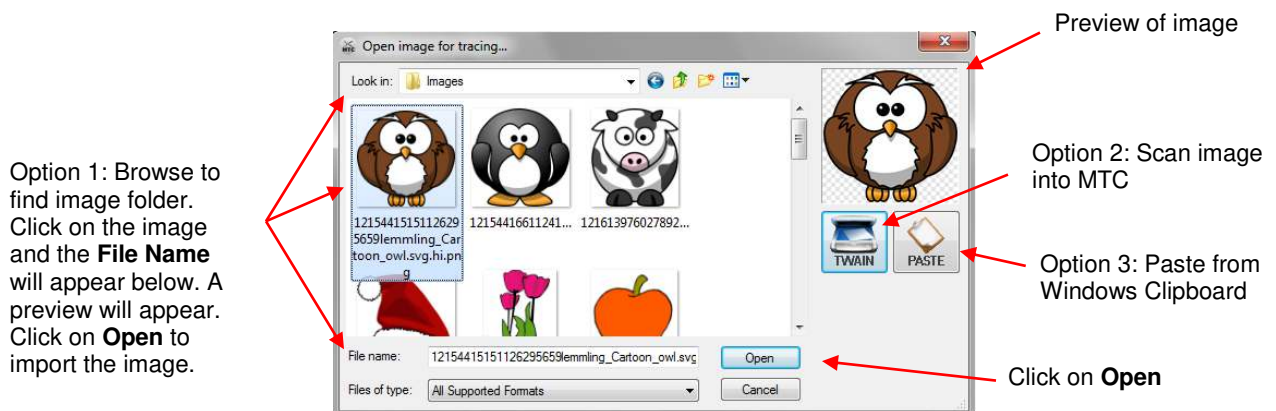 Preview of image
MTC
Open image for tracing...
Look in:
Images
Option 1: Browse to
find image folder.
Click on the image
and the File Name
will appear below. A
preview will appear.
Click on Open to
import the image.
1215441515112629
5659lemmling_Car
toon_owl.svg.hi.pn
g
12154416611241...
121613976027892...
Option 2: Scan image
into MTC
TWAIN
PASTE
Option 3: Paste from
Windows Clipboard
File name:
12154415151126295659lemmling_Cartoon_owl.svg
Open
Files of type:
All Supported Formats
Cancel
Click on Open